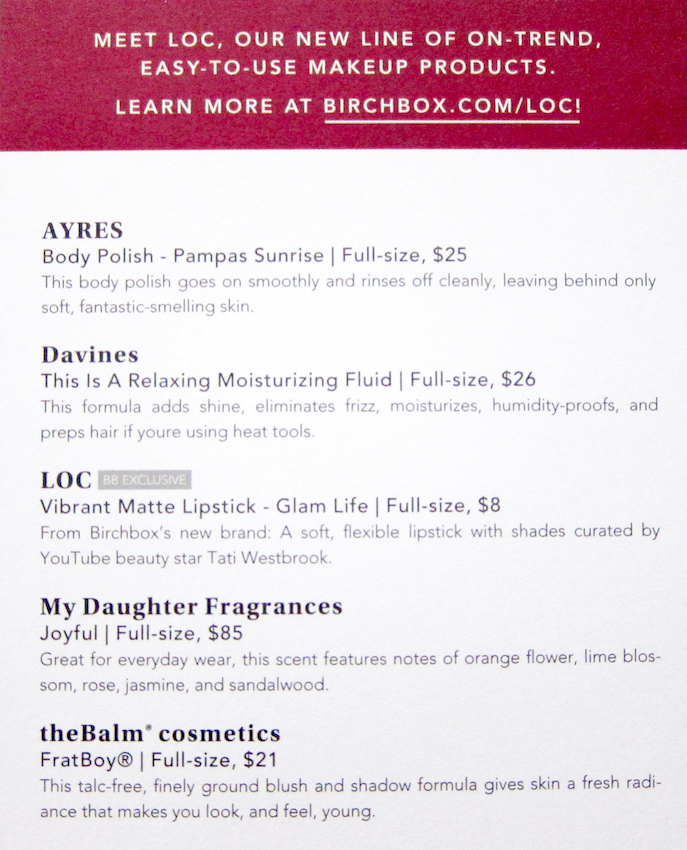 MEET LOC, OUR NEW LINE OF ON-TREND,
EASY-TO-USE MAKEUP PRODUCTS.
LEARN MORE AT BIRCHBOX.COM/LOC!
AYRES
Body Polish - Pampas Sunrise | Full-size, $25
This body polish goes on smoothly and rinses off cleanly, leaving behind only
soft, fantastic-smelling skin.
Davines
This Is A Relaxing Moisturizing Fluid | Full-size, $26
This formula adds shine, eliminates frizz, moisturizes, humidity-proofs, and
preps hair if youre using heat tools.
LOC BB EXCLUSIVE
Vibrant Matte Lipstick - Glam Life | Full-size, $8
From Birchbox's new brand: A soft, flexible lipstick with shades curated by
YouTube beauty star Tati Westbrook.
My Daughter Fragrances
Joyful | Full-size, $85
Great for everyday wear, this scent features notes of orange flower, lime blos-
som, rose, jasmine, and sandalwood.
theBalm® cosmetics
FratBoy® | Full-size, $21
This talc-free, finely ground blush and shadow formula gives skin a fresh radi-
ance that makes you look, and feel, young.